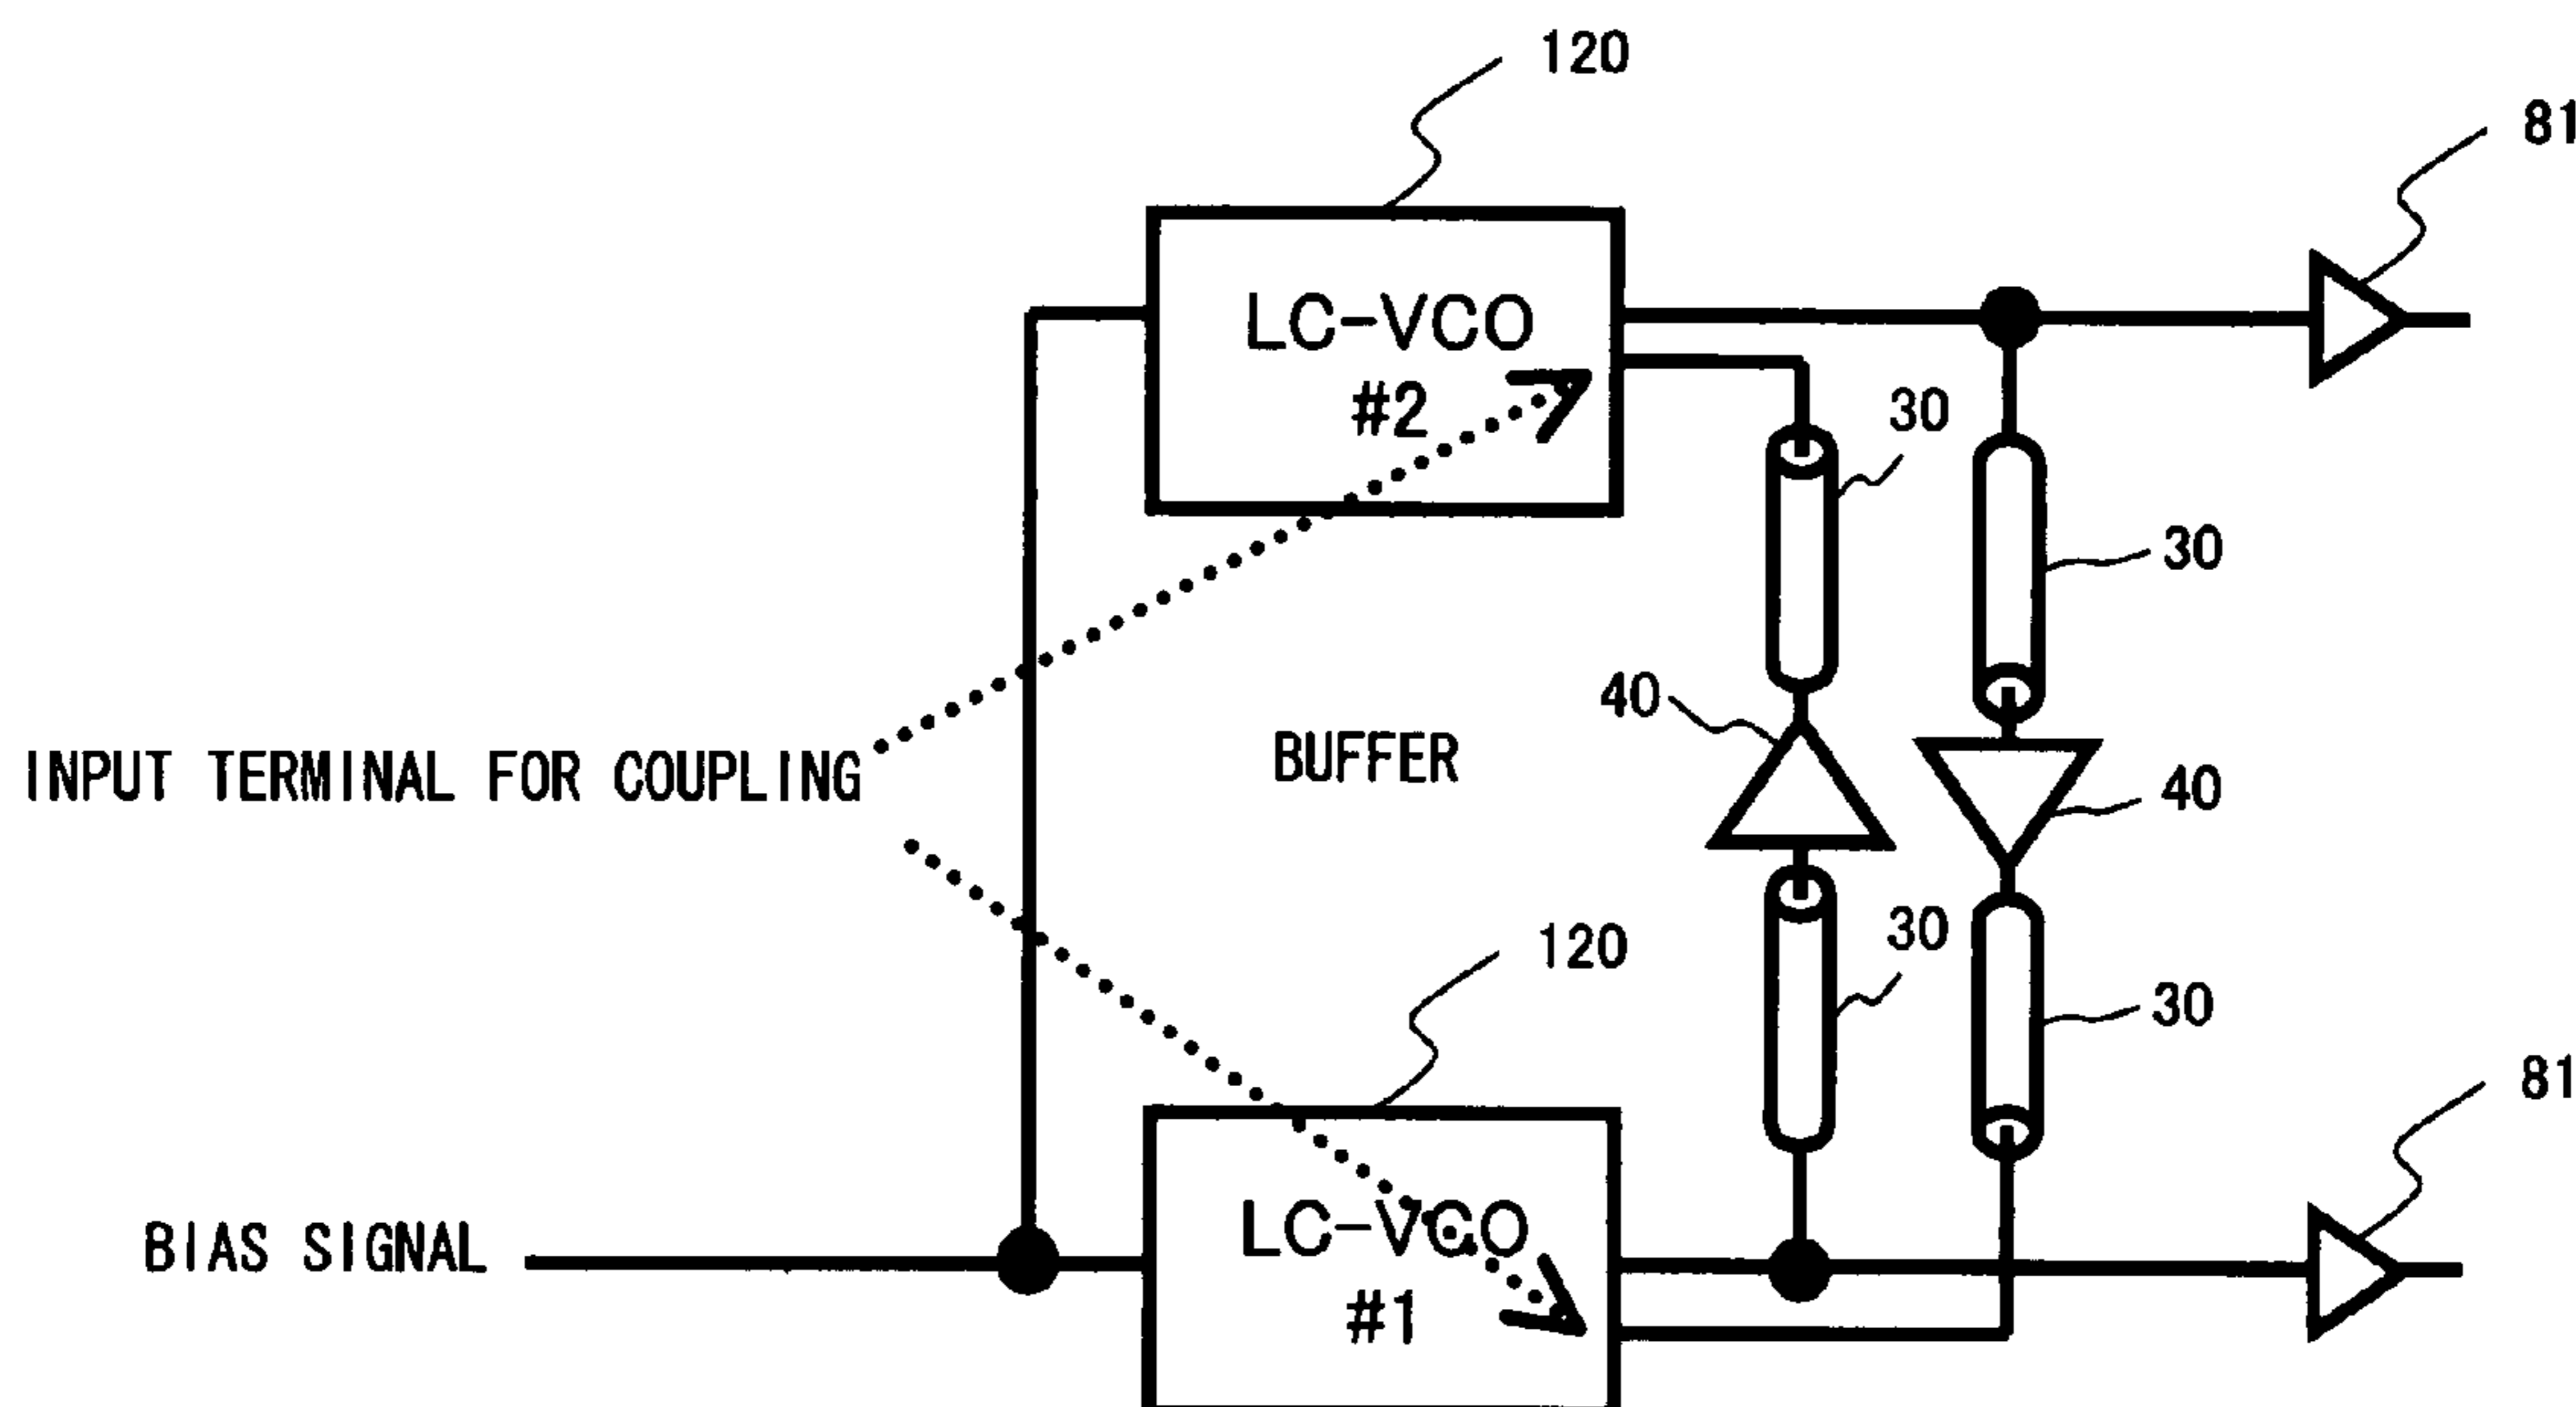 120
81
LC-VCO
#2
30
30
40
INPUT TERMINAL FOR COUPLING
BUFFER
40
30
120
30
81
LC-VCO
#1
BIAS SIGNAL